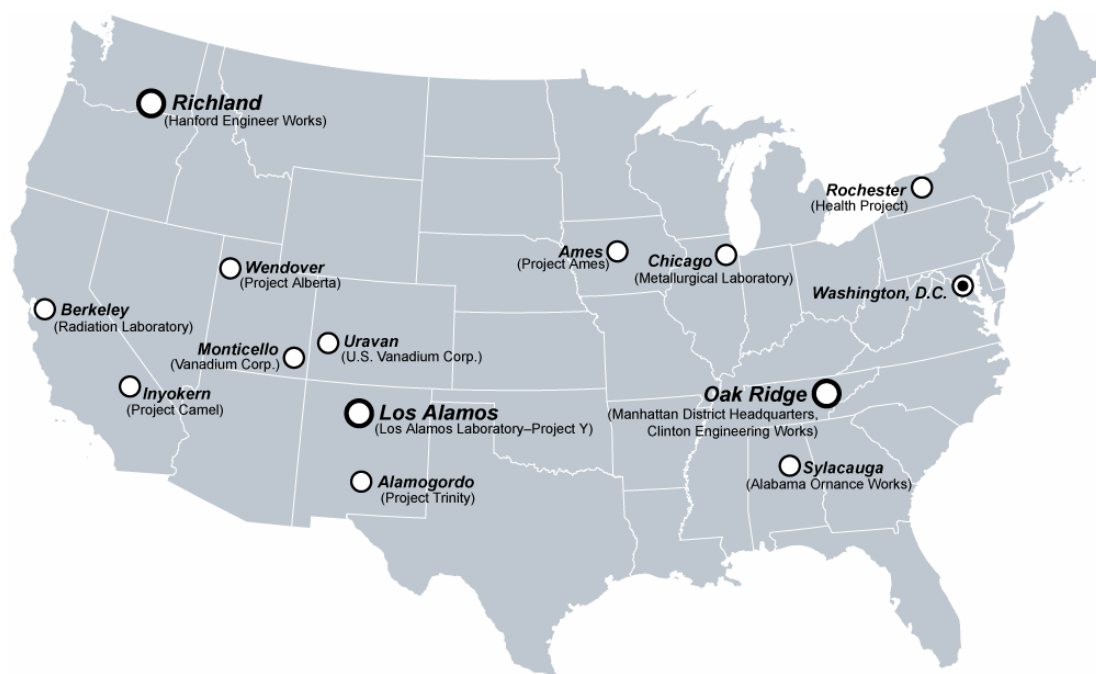 Richland
(Hanford Engineer Works)
Rochester
(Health Project)
Ames
(Project Ames)
Chicago
(Metallurgical Laboratory)
Wendover
(Project Alberta)
Washington, D.C.
Berkeley
(Radiation Laboratory)
Uravan
(U.S. Vanadium Corp.)
Monticello
(Vanadium Corp.)
Inyokern
(Project Camel)
Oak Ridge
(Manhattan District Headquarters,
Clinton Engineering Works)
Los Alamos
(Los Alamos Laboratory–Project Y)
Sylacauga
(Alabama Ornance Works)
Alamogordo
(Project Trinity)